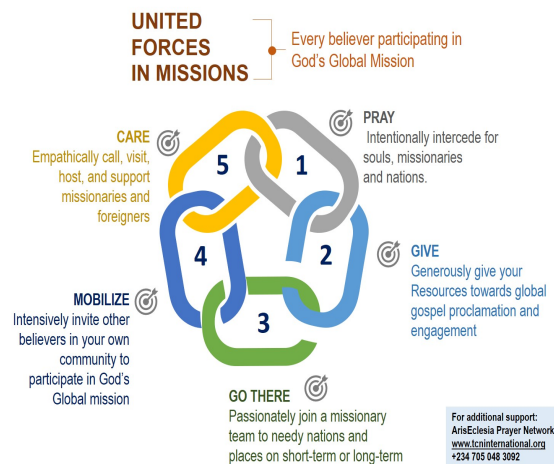 UNITED
FORCES
IN MISSIONS
Every believer participating in
God's Global Mission
1
PRAY
Intentionally intercede for
souls, missionaries
and nations.
2
GIVE
Generously give your
Resources towards global
gospel proclamation and
engagement
3
GO THERE
Passionately join a missionary
team to needy nations and
places on short-term or long-term
4
MOBILIZE
Intensively invite other
believers in your own
community to
participate in God's
Global mission
5
CARE
Empathically call, visit,
host, and support
missionaries and
foreigners
For additional support:
ArisEclesia Prayer Network
www.tcninternational.org
+234 705 048 3092